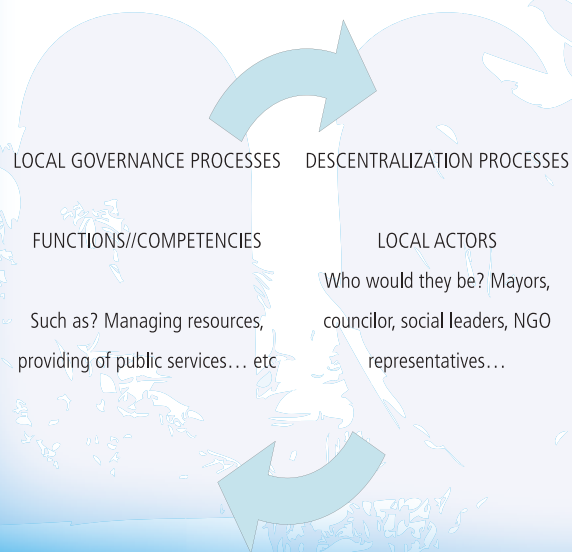 LOCAL GOVERNANCE PROCESSES
FUNCTIONS//COMPETENCIES
Such as? Managing resources,
providing of public services… etc
DESCENTRALIZATION PROCESSES
LOCAL ACTORS
Who would they be? Mayors,
councilor, social leaders, NGO
representatives…